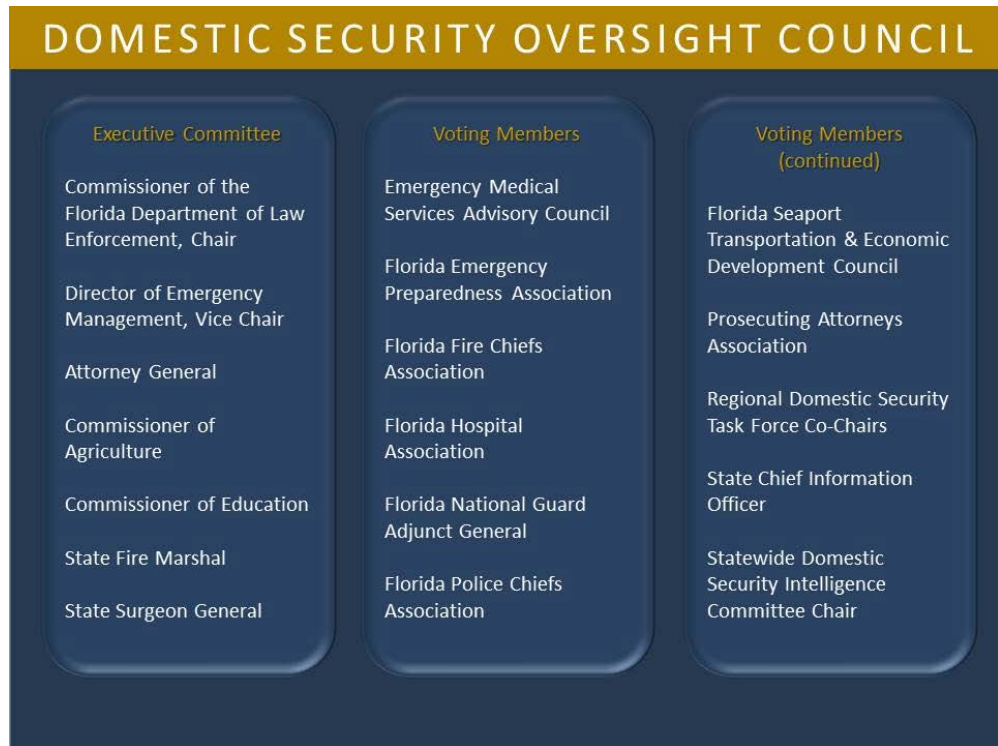 DOMESTIC SECURITY OVERSIGHT COUNCIL
Executive Committee
Commissioner of the
Florida Department of Law
Enforcement, Chair
Director of Emergency
Management, Vice Chair
Attorney General
Commissioner of
Agriculture
Commissioner of Education
State Fire Marshal
State Surgeon General
Voting Members
Emergency Medical
Services Advisory Council
Florida Emergency
Preparedness Association
Florida Fire Chiefs
Association
Florida Hospital
Association
Florida National Guard
Adjunct General
Florida Police Chiefs
Association
Voting Members
(continued)
Florida Seaport
Transportation & Economic
Development Council
Prosecuting Attorneys
Association
Regional Domestic Security
Task Force Co-Chairs
State Chief Information
Officer
Statewide Domestic
Security Intelligence
Committee Chair